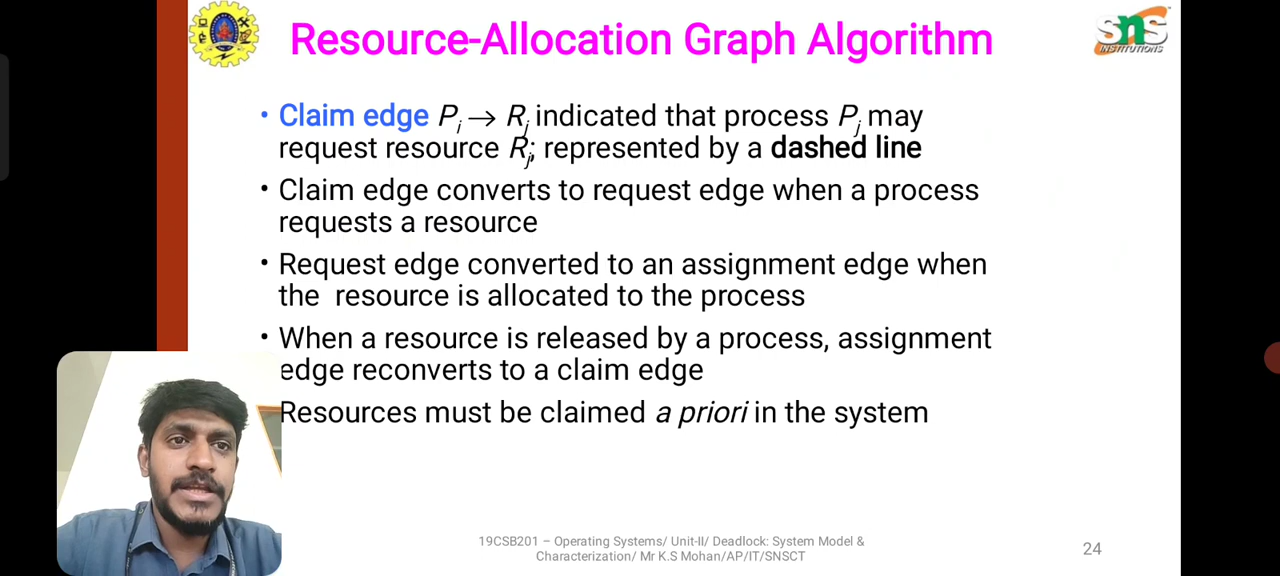 Resource-Allocation Graph Algorithm
sns
INSTITUTIONS
• Claim edge Pi → Rj indicated that process Pj may
request resource Rj; represented by a dashed line
• Claim edge converts to request edge when a process
requests a resource
• Request edge converted to an assignment edge when
the resource is allocated to the process
• When a resource is released by a process, assignment
edge reconverts to a claim edge
Resources must be claimed a priori in the system
19CSB201 – Operating Systems/ Unit-II/ Deadlock: System Model &
Characterization/ Mr K.S Mohan/AP/IT/SNSCT
24